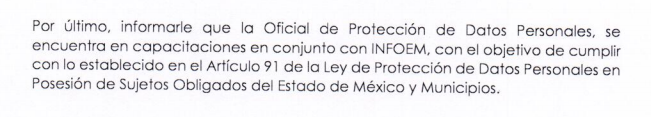 Por último, informarle que la Oficial de Protección de Datos Personales, se
encuentra en capacitaciones en conjunto con INFOEM, con el objetivo de cumplir
con lo establecido en el Artículo 91 de la Ley de Protección de Datos Personales en
Posesión de Sujetos Obligados del Estado de México y Municipios.